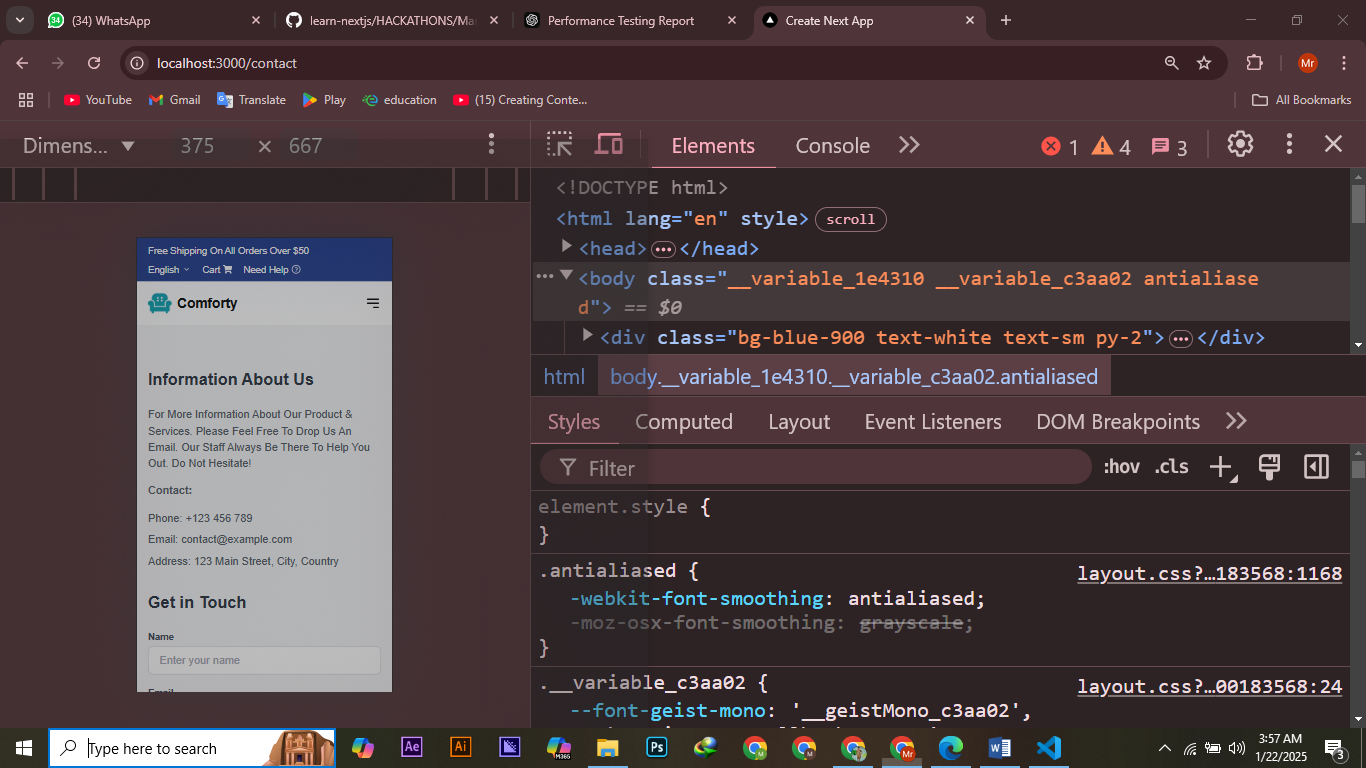 (34) WhatsApp
learn-nextjs/HACKATHONS/Mar
Performance Testing Report
Create Next App
localhost:3000/contact
Mr
YouTube
Gmail
Translate
Play
education
(15) Creating Conte...
All Bookmarks
Dimens... 375 × 667
Elements
Console
1
4
3
<!DOCTYPE html>
<html lang="en" style> scroll
<head> ••• </head>
••• <body class="__variable_1e4310 __variable_c3aa02 antialiase
d"> == $0
<div class="bg-blue-900 text-white text-sm py-2"> ••• </div>
html body.__variable_1e4310.__variable_c3aa02.antialiased
Styles Computed Layout Event Listeners DOM Breakpoints
Filter :hov .cls
element.style {
}
.antialiased { layout.css?…183568:1168
-webkit-font-smoothing: antialiased;
-moz-osx-font-smoothing: grayscale;
}
.__variable_c3aa02 { layout.css?…00183568:24
--font-geist-mono: '__geistMono_c3aa02',
Free Shipping On All Orders Over $50
English Cart Need Help
Comforty
Information About Us
For More Information About Our Product &
Services. Please Feel Free To Drop Us An
Email. Our Staff Always Be There To Help You
Out. Do Not Hesitate!
Contact:
Phone: +123 456 789
Email: contact@example.com
Address: 123 Main Street, City, Country
Get in Touch
Name
Enter your name
Email
Type here to search
Ae
Ai
M365
Ps
Mr
3:57 AM
1/22/2025
3